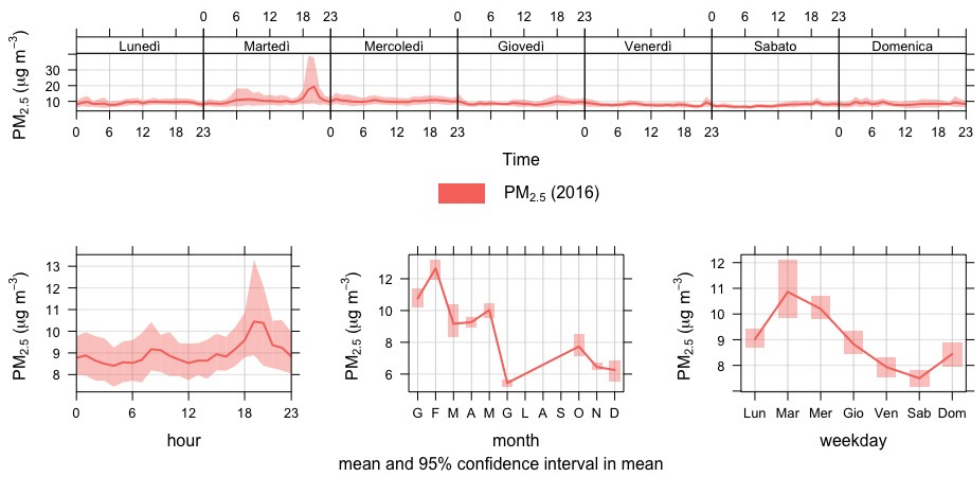 0 6 12 18 23 0 6 12 18 23 0 6 12 18 23
Lunedì Martedì Mercoledì Giovedì Venerdì Sabato Domenica
PM2.5 (μg m−3)
30
20
10
0 6 12 18 23 0 6 12 18 23 0 6 12 18 23 0 6 12 18 23
Time
PM2.5 (2016)
PM2.5 (μg m−3)
13
12
11
10
9
8
0 6 12 18 23
hour
PM2.5 (μg m−3)
12
10
8
6
G F M A M G L A S O N D
month
PM2.5 (μg m−3)
12
11
10
9
8
Lun Mar Mer Gio Ven Sab Dom
weekday
mean and 95% confidence interval in mean